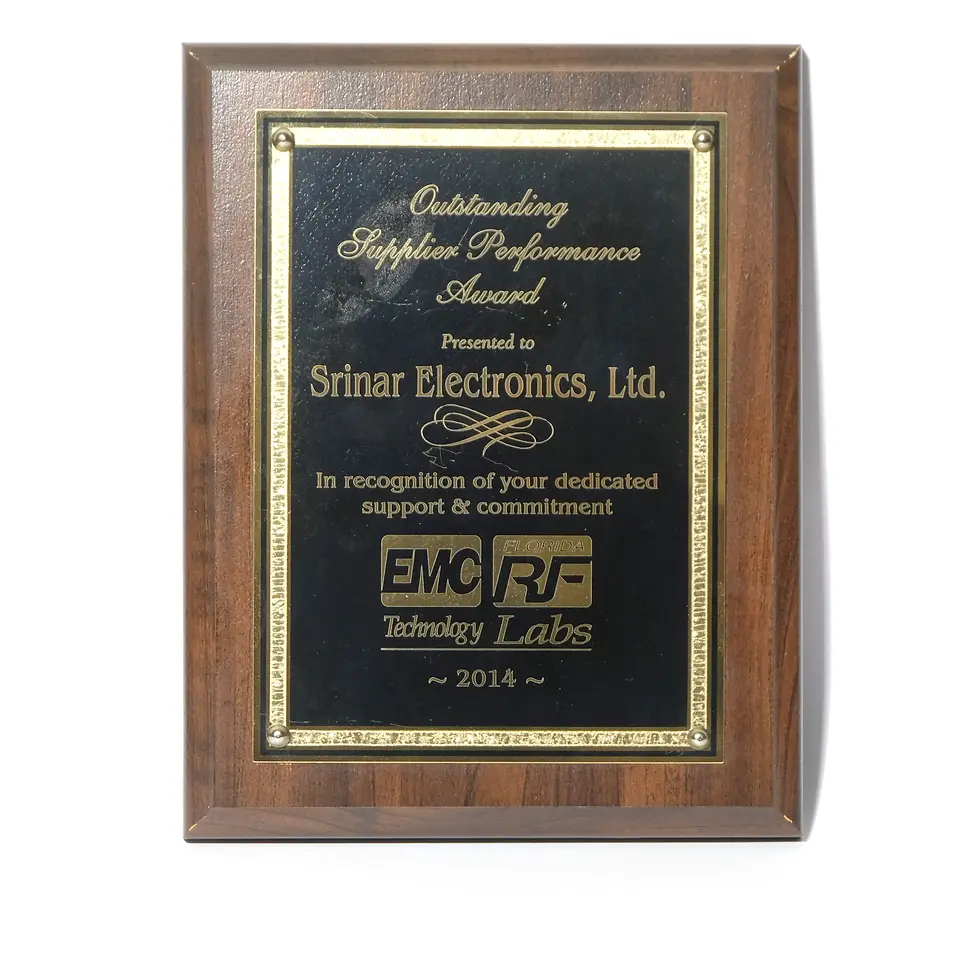 Outstanding
Supplier Performance
Award
Presented to
Srinar Electronics, Ltd.
In recognition of your dedicated
support & commitment
EMC FLORIDA RF
Technology Labs
~ 2014 ~